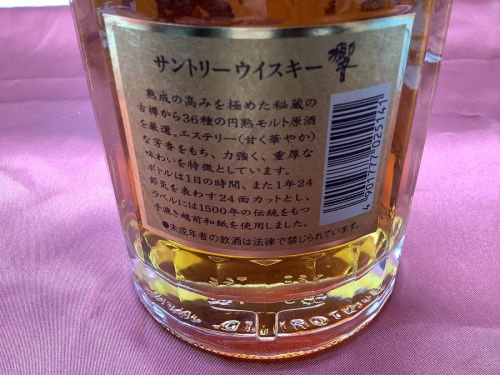 サントリーウイスキー 響
熟成の高みを極めた秘蔵の
古樽から36種の円熟モルト原酒
を厳選。エステリー(甘く華やか)
な芳香をもち、力強く、重厚な
味わいを特徴としています。
ボトルは1日の時間、また1年24
節気を表わす24面カットとし、
ラベルには1500年の伝統をもつ
手漉き越前和紙を使用しました。
●未成年者の飲酒は法律で禁じられています。
4 901777 025141